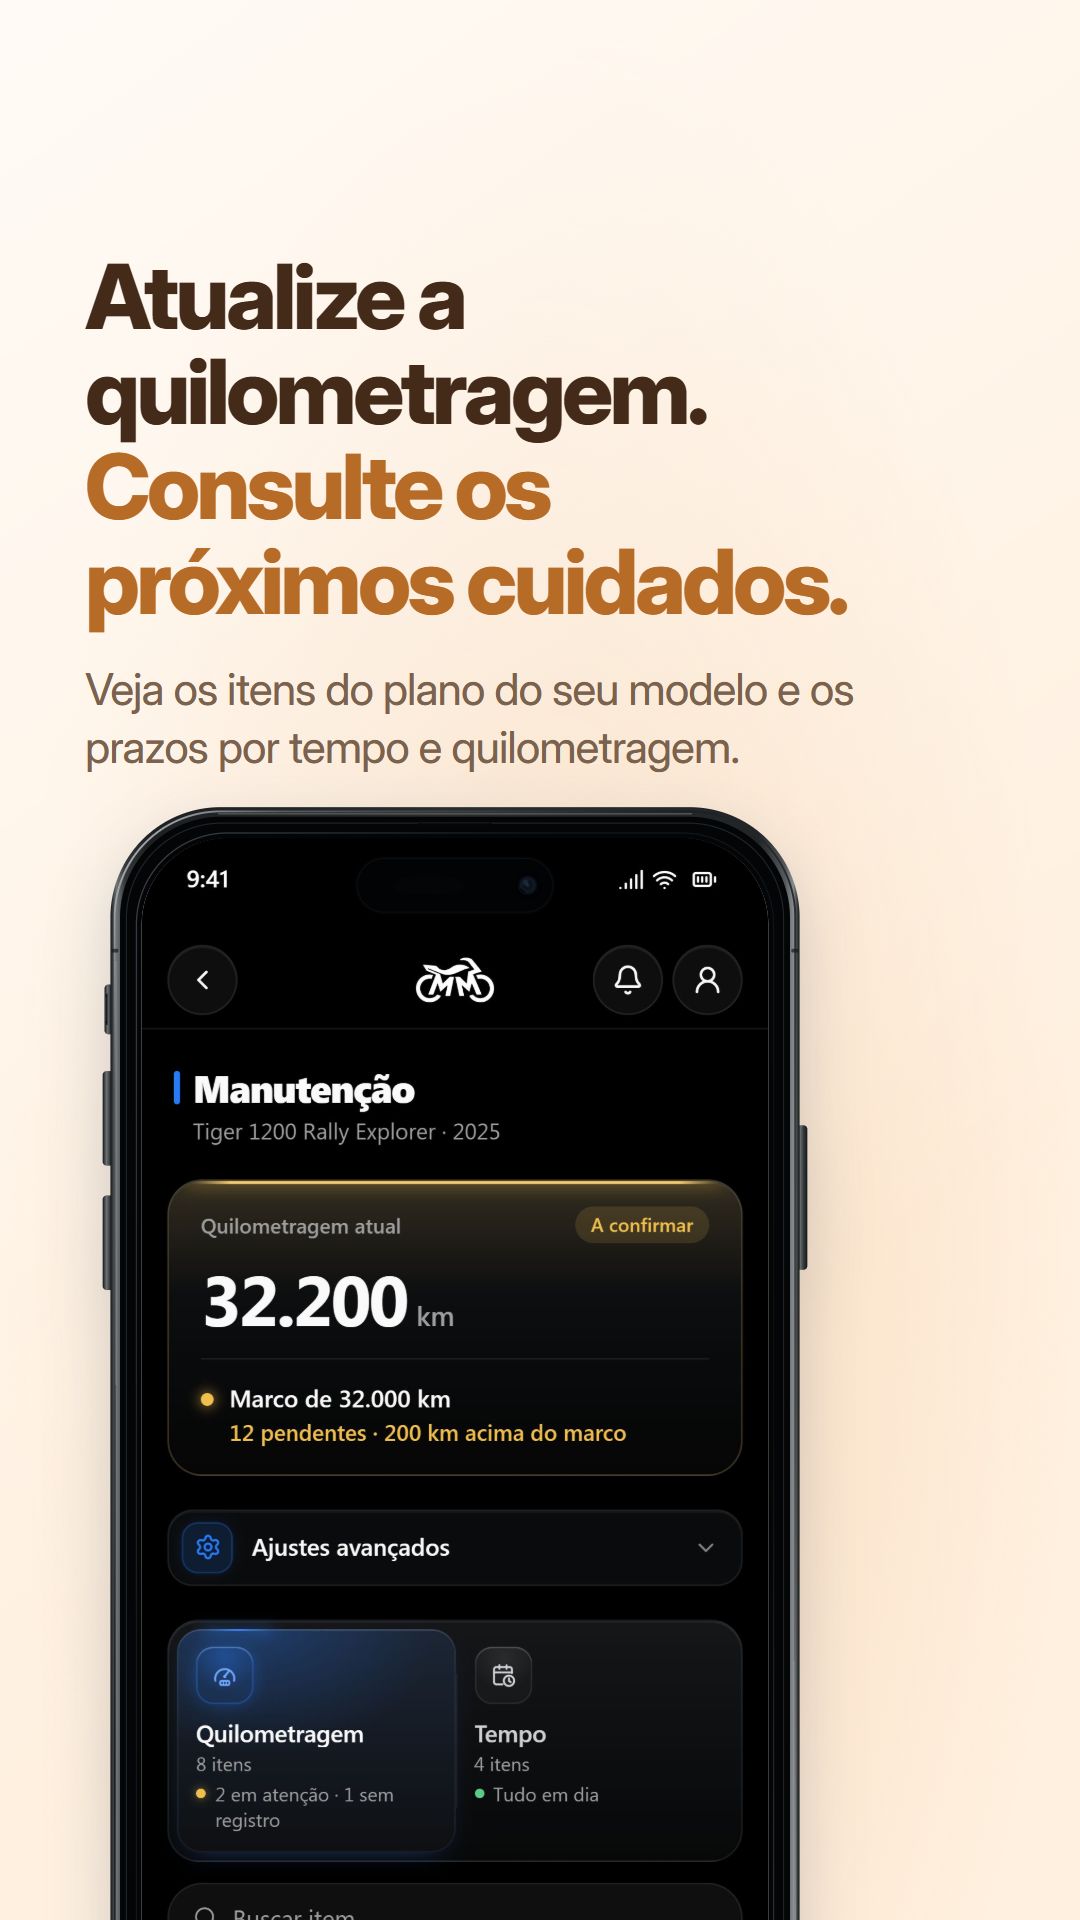 Atualize a
quilometragem.
Consulte os
próximos cuidados.
Veja os itens do plano do seu modelo e os
prazos por tempo e quilometragem.
9:41
MM
Manutenção
Tiger 1200 Rally Explorer · 2025
Quilometragem atual
A confirmar
32.200 km
Marco de 32.000 km
12 pendentes · 200 km acima do marco
Ajustes avançados
Quilometragem
8 itens
2 em atenção · 1 sem
registro
Tempo
4 itens
Tudo em dia
Buscar item